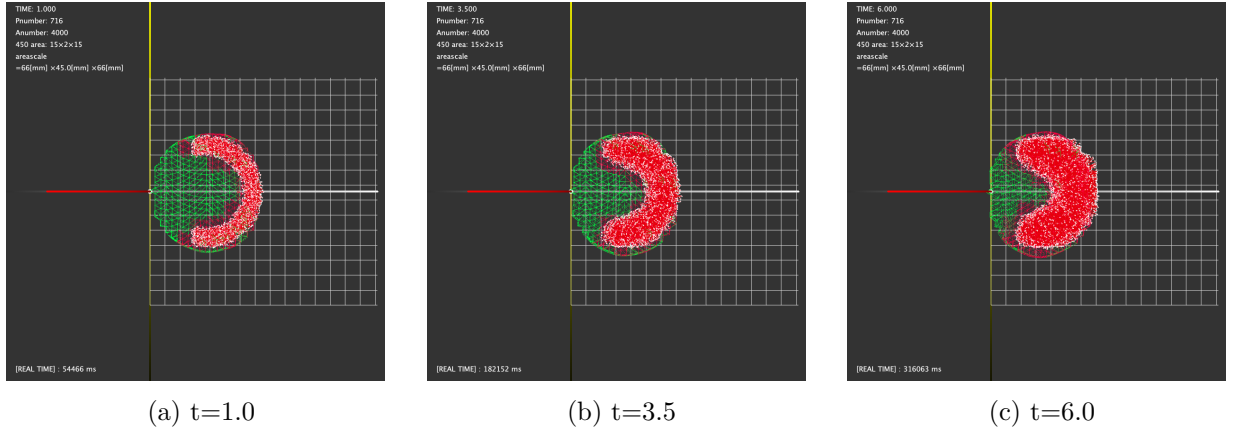 TIME: 1.000
Pnumber: 716
Anumber: 4000
450 area: 15×2×15
areascale
=66[mm] ×45.0[mm] ×66[mm]
[REAL TIME] : 54466 ms
(a) t=1.0
TIME: 3.500
Pnumber: 716
Anumber: 4000
450 area: 15×2×15
areascale
=66[mm] ×45.0[mm] ×66[mm]
[REAL TIME] : 182152 ms
(b) t=3.5
TIME: 6.000
Pnumber: 716
Anumber: 4000
450 area: 15×2×15
areascale
=66[mm] ×45.0[mm] ×66[mm]
[REAL TIME] : 316063 ms
(c) t=6.0